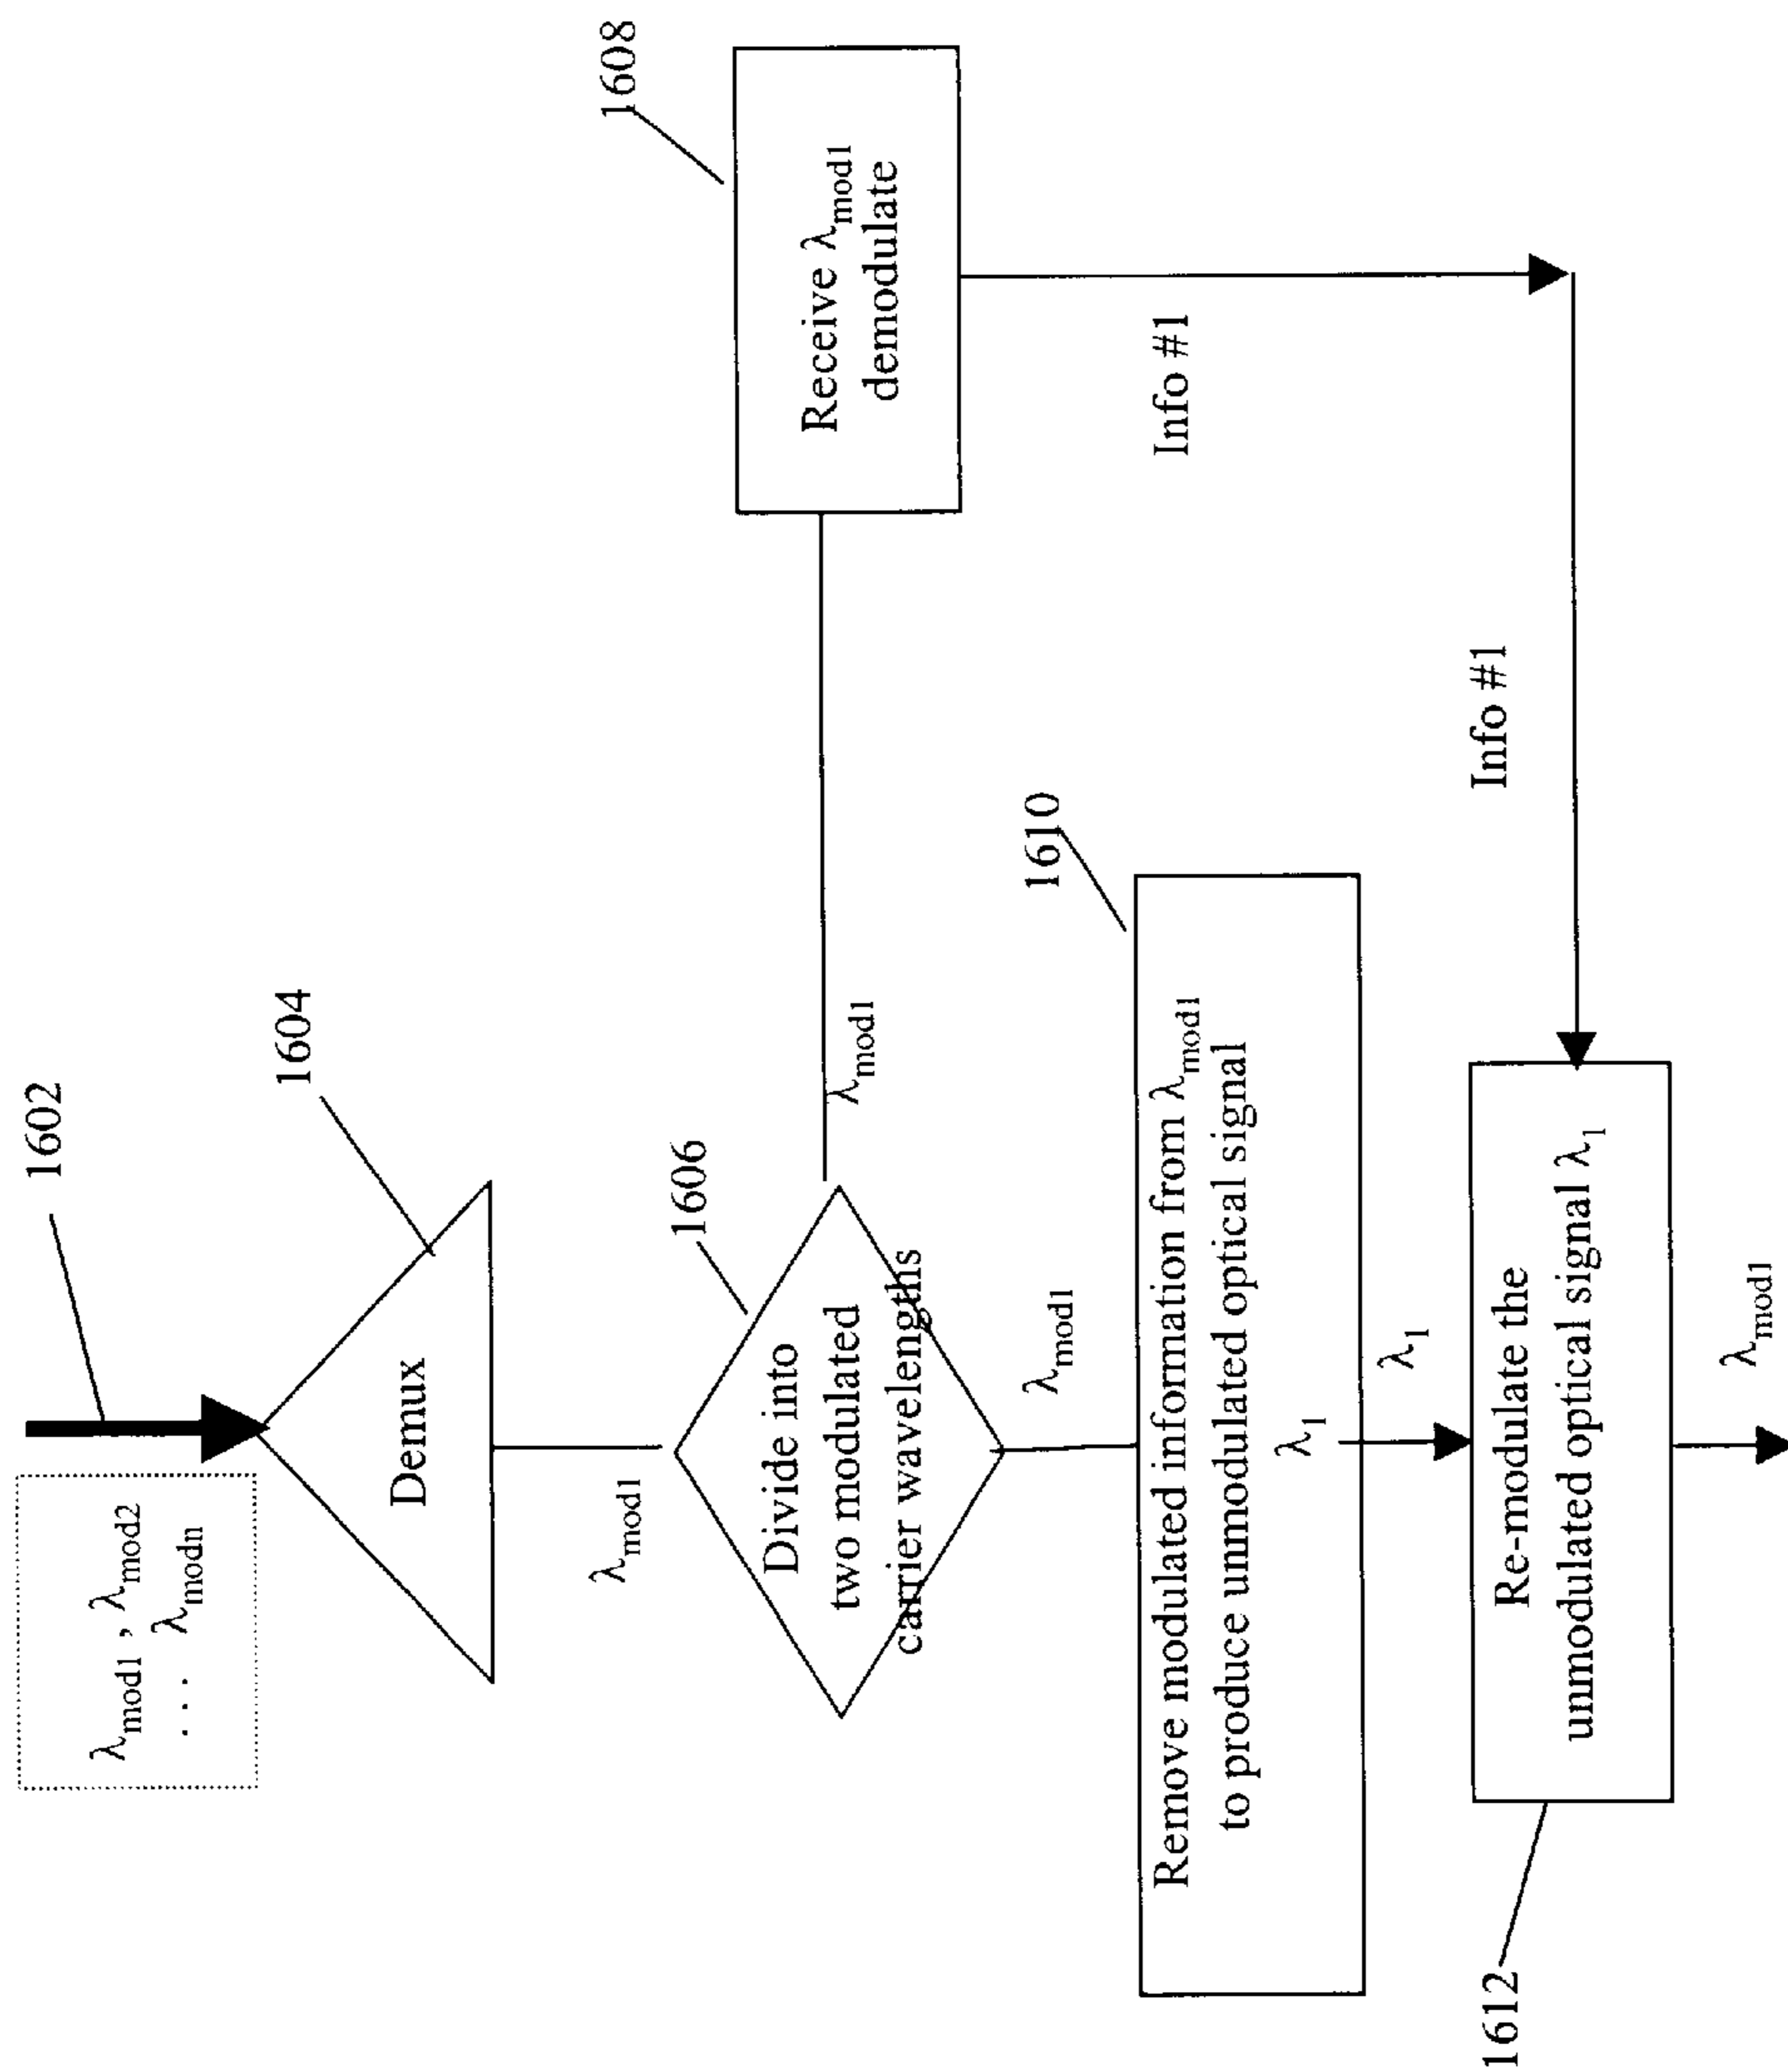 λmod1 , λmod2
. . . λmodn
1602
1604
Demux
λmod1
1606
Divide into
two modulated
carrier wavelengths
λmod1
1608
Receive λmod1
demodulate
Info #1
λmod1
1610
Remove modulated information from λmod1
to produce unmodulated optical signal
λ1
λ1
Info #1
1612
Re-modulate the
unmodulated optical signal λ1
λmod1